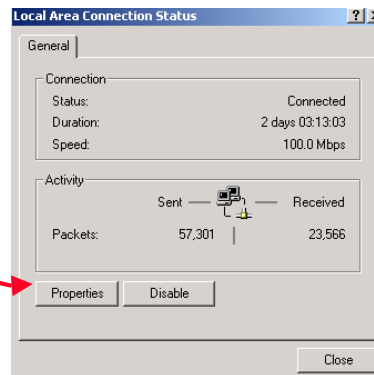 Local Area Connection Status
General
Connection
Status: Connected
Duration: 2 days 03:13:03
Speed: 100.0 Mbps
Activity
Sent Received
Packets: 57,301 23,566
Properties Disable
Close